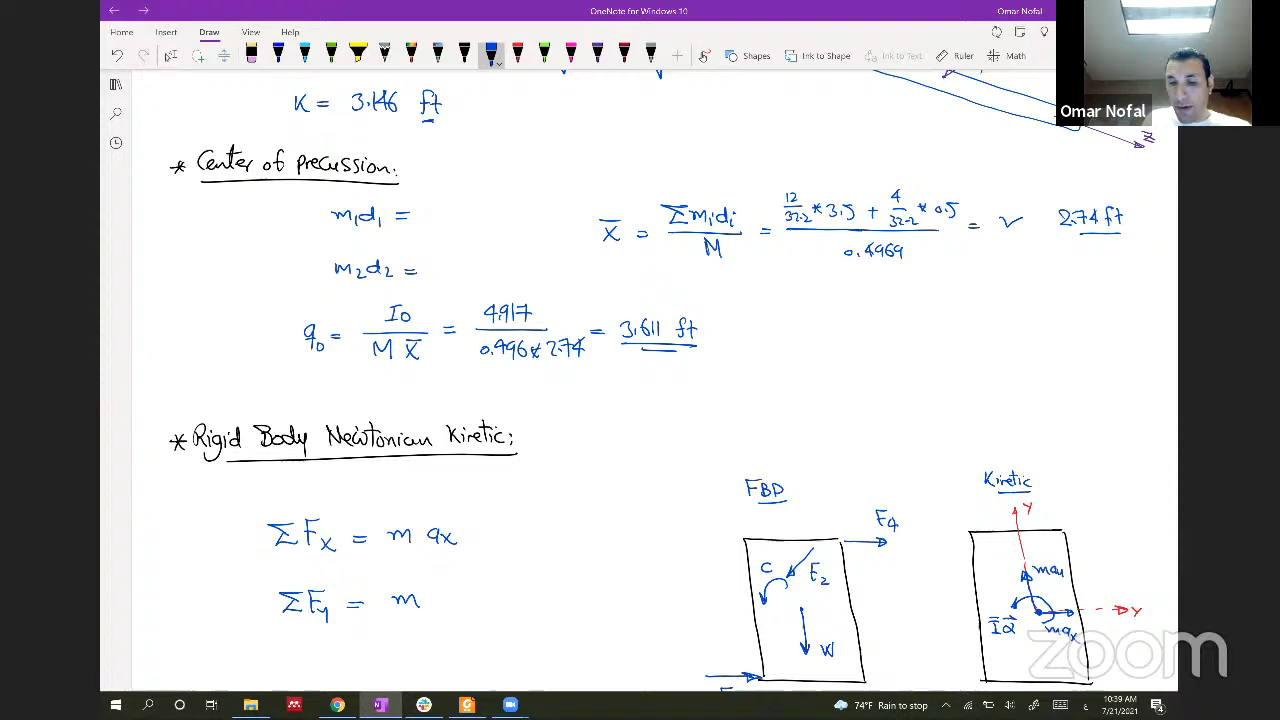 OneNote for Windows 10
Omar Nofal
Home Insert Draw View Help
Shapes Ink to Shape Ink to Text Ruler Math
Omar Nofal
K = 3.146 ft
Z
* Center of precussion:
m1d1 =
X̄ = Σmidi / M = (12/32.2 * 3.5 + 4/32.2 * 0.5) / 0.4969 = ✓ 2.74 ft
m2d2 =
q0 = I0 / (M X̄) = 4.917 / (0.496*2.74) = 3.611 ft
* Rigid Body Newtonian Kinetic:
FBD
Kinetic
F4
Y
ΣFx = m ax
C
F2
may
Y
ΣFy = m
W
Īα
max
zoom
74°F Rain to stop
10:39 AM
7/21/2021
4